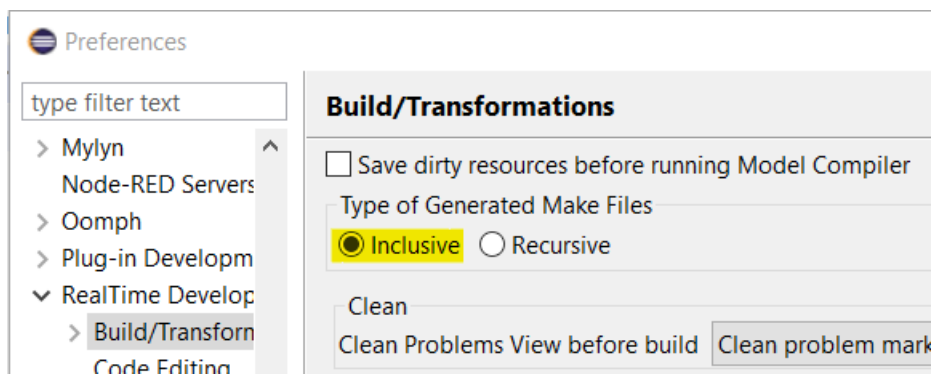 Preferences
type filter text
Mylyn
Node-RED Servers
Oomph
Plug-in Developm
RealTime Develop
Build/Transform
Code Editing
Build/Transformations
Save dirty resources before running Model Compiler
Type of Generated Make Files
Inclusive Recursive
Clean
Clean Problems View before build Clean problem mark